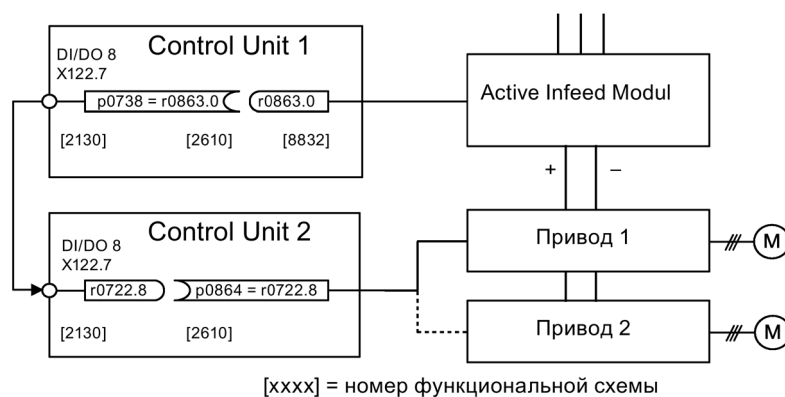 Control Unit 1
DI/DO 8
X122.7
p0738 = r0863.0
r0863.0
[2130]
[2610]
[8832]
Active Infeed Modul
+
–
Control Unit 2
DI/DO 8
X122.7
r0722.8
p0864 = r0722.8
[2130]
[2610]
Привод 1
M
Привод 2
M
[xxxx] = номер функциональной схемы